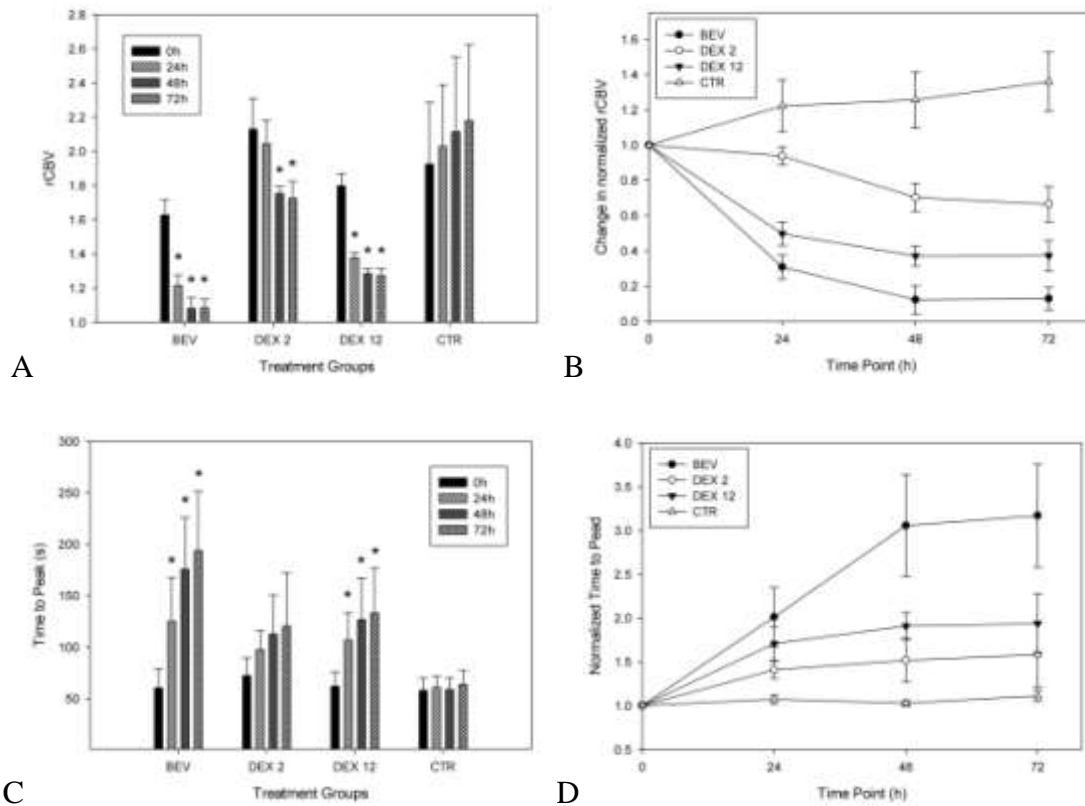 2.8
2.6
2.4
2.2
2.0
1.8
1.6
1.4
1.2
1.0
rCBV
0h
24h
48h
72h
* * *
* *
* * *
BEV DEX 2 DEX 12 CTR
Treatment Groups
A
1.6
1.4
1.2
1.0
0.8
0.6
0.4
0.2
0.0
Change in normalized rCBV
BEV
DEX 2
DEX 12
CTR
0 24 48 72
Time Point (h)
B
300
250
200
150
100
50
Time to Peak (s)
0h
24h
48h
72h
* * *
* * *
BEV DEX 2 DEX 12 CTR
Treatment Groups
C
4.0
3.5
3.0
2.5
2.0
1.5
1.0
0.5
Normalized Time to Peed
BEV
DEX 2
DEX 12
CTR
0 24 48 72
Time Point (h)
D